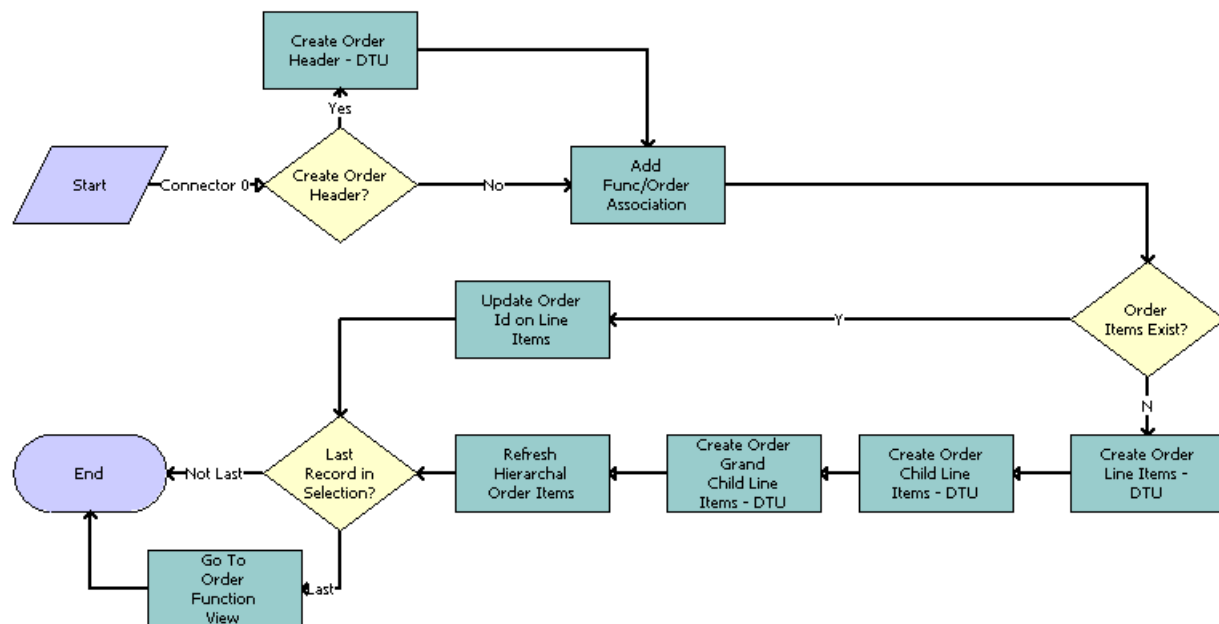 Create Order
Header - DTU
Yes
Start
Connector 0
Create Order
Header?
No
Add
Func/Order
Association
Update Order
Id on Line
Items
Y
Order
Items Exist?
N
End
Not Last
Last
Record in
Selection?
Refresh
Hierarchal
Order Items
Create Order
Grand
Child Line
Items - DTU
Create Order
Child Line
Items - DTU
Create Order
Line Items -
DTU
Go To
Order
Function
View
Last